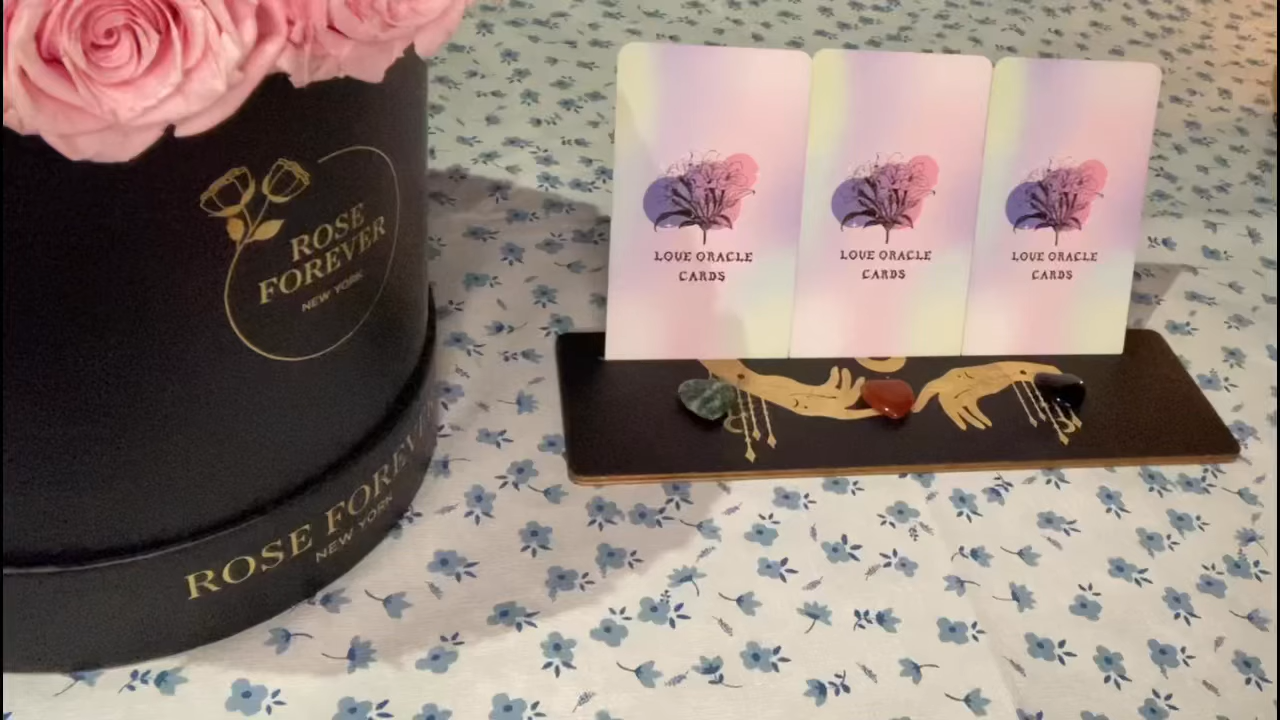 ROSE
FOREVER
NEW YORK
ROSE FOREVER
NEW YORK
LOVE ORACLE
CARDS
LOVE ORACLE
CARDS
LOVE ORACLE
CARDS